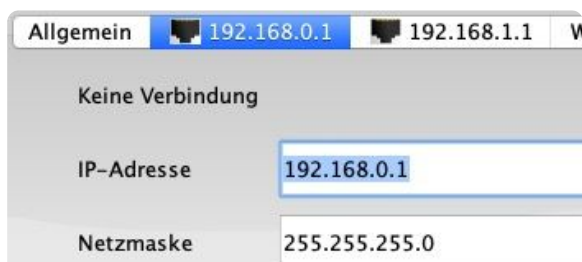 Allgemein 192.168.0.1 192.168.1.1 W
Keine Verbindung
IP-Adresse 192.168.0.1
Netzmaske 255.255.255.0